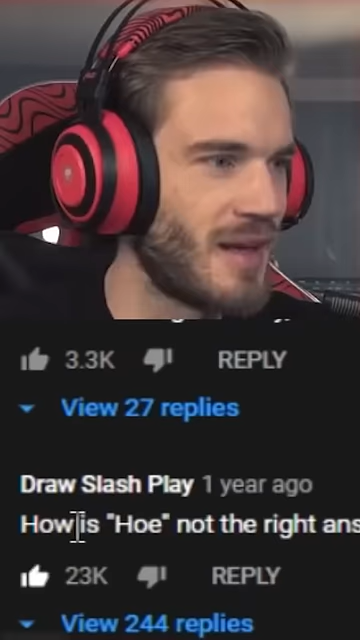 3.3K REPLY
View 27 replies
Draw Slash Play 1 year ago
How is "Hoe" not the right
23K REPLY
View 244 replies